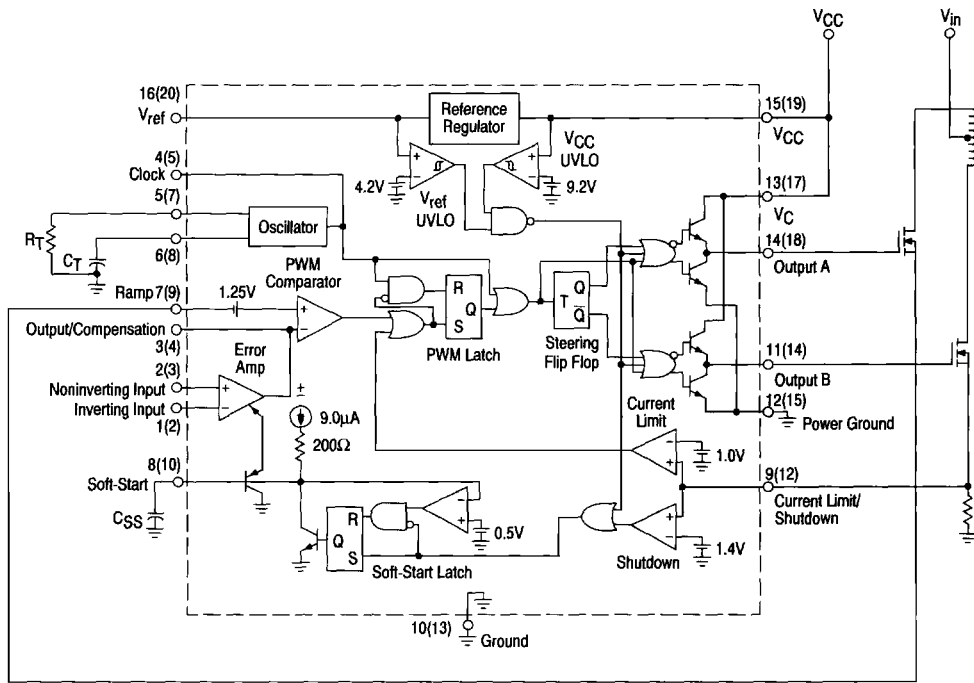 VCC
Vin
16(20)
Vref
Reference
Regulator
15(19)
VCC
4(5)
Clock
4.2V
Vref
UVLO
VCC
UVLO
9.2V
13(17)
VC
5(7)
RT
CT
6(8)
Oscillator
14(18)
Output A
PWM
Comparator
Ramp 7(9)
1.25V
R
Q
S
PWM Latch
T
Q
Q̅
Steering
Flip Flop
Output/Compensation
3(4)
Error
Amp
2(3)
Noninverting Input
Inverting Input
1(2)
11(14)
Output B
12(15)
Power Ground
9.0µA
200Ω
Current
Limit
1.0V
8(10)
Soft-Start
CSS
9(12)
Current Limit/
Shutdown
R
Q
S
0.5V
Soft-Start Latch
1.4V
Shutdown
10(13)
Ground
+
−
+
−
+
−
+
−
+
−
+
−
+
−
±